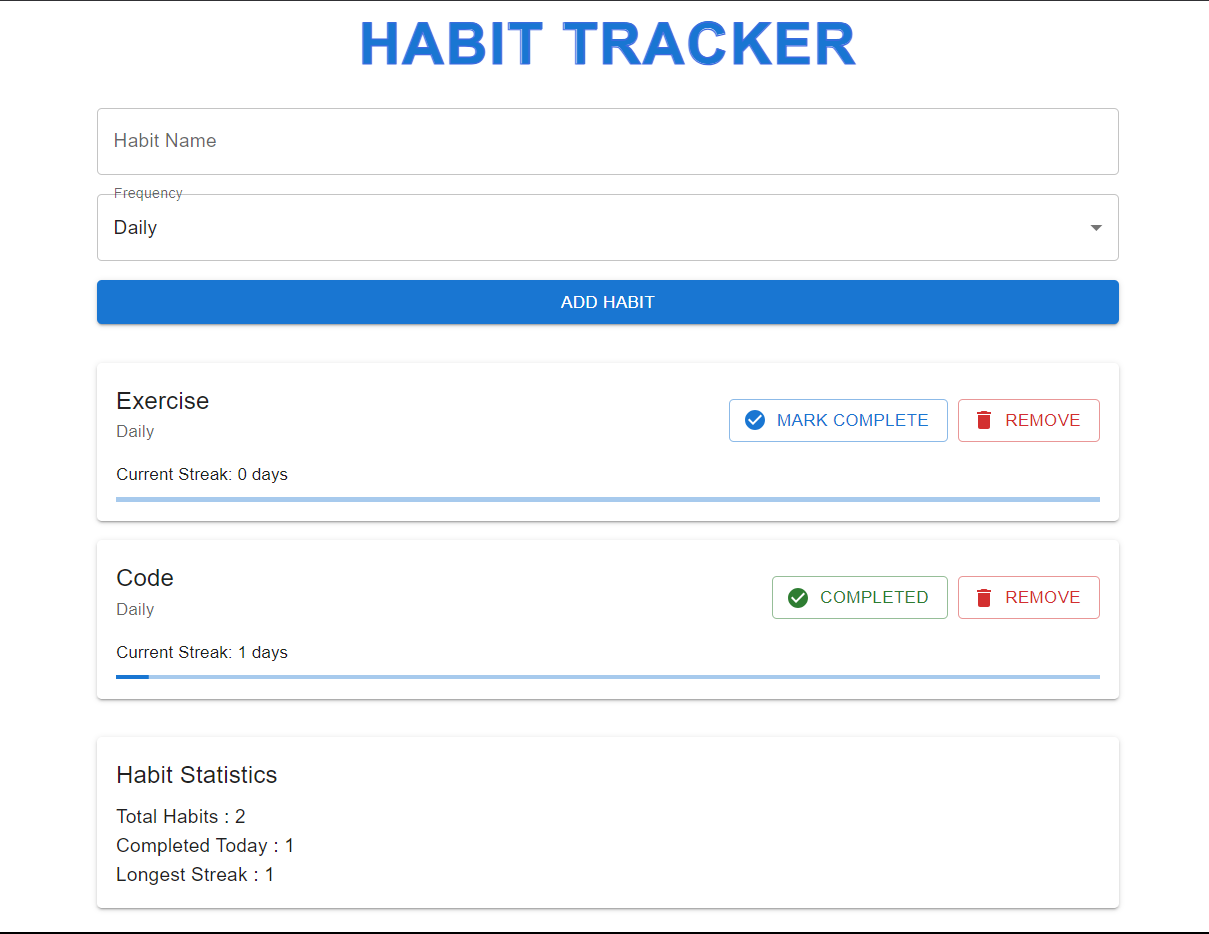 HABIT TRACKER
Habit Name
Frequency
Daily
ADD HABIT
Exercise
Daily
MARK COMPLETE
REMOVE
Current Streak: 0 days
Code
Daily
COMPLETED
REMOVE
Current Streak: 1 days
Habit Statistics
Total Habits : 2
Completed Today : 1
Longest Streak : 1